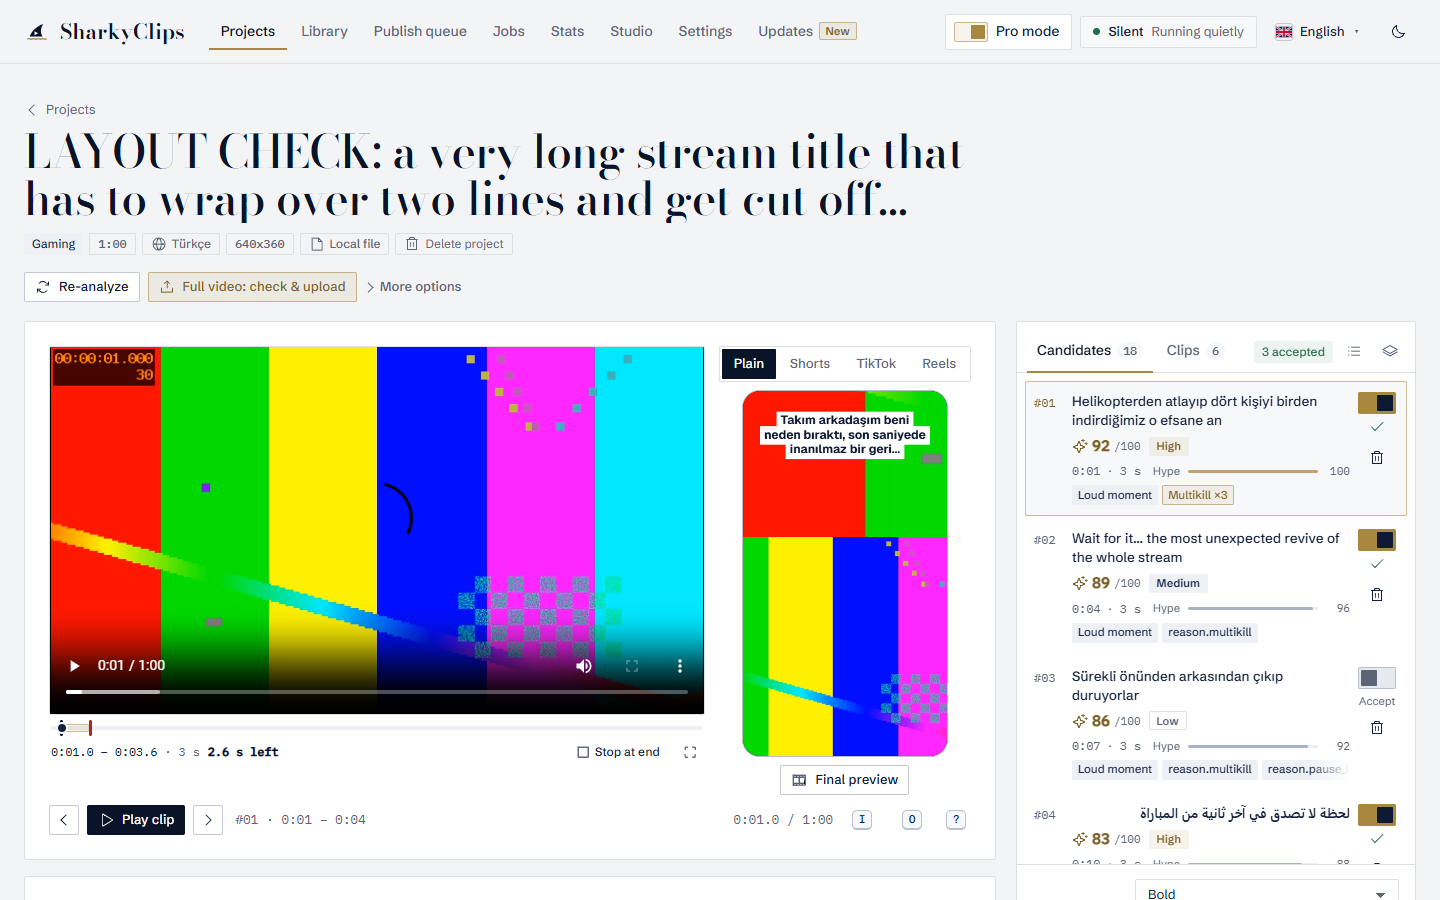 SharkyClips
Projects
Library
Publish queue
Jobs
Stats
Studio
Settings
Updates New
Pro mode
Silent Running quietly
English
Projects
LAYOUT CHECK: a very long stream title that
has to wrap over two lines and get cut off...
Gaming
1:00
Türkçe
640x360
Local file
Delete project
Re-analyze
Full video: check & upload
More options
00:00:01.000
30
0:01 / 1:00
0:01.0 – 0:03.6 · 3 s 2.6 s left
Stop at end
Plain
Shorts
TikTok
Reels
Takım arkadaşım beni
neden bıraktı, son saniyede
inanılmaz bir geri...
Final preview
Play clip
#01 · 0:01 – 0:04
0:01.0 / 1:00
I
O
?
Candidates 18
Clips 6
3 accepted
#01
Helikopterden atlayıp dört kişiyi birden
indirdiğimiz o efsane an
92 /100 High
0:01 · 3 s Hype 100
Loud moment Multikill ×3
#02
Wait for it... the most unexpected revive of
the whole stream
89 /100 Medium
0:04 · 3 s Hype 96
Loud moment reason.multikill
#03
Sürekli önünden arkasından çıkıp
duruyorlar
Accept
86 /100 Low
0:07 · 3 s Hype 92
Loud moment reason.multikill reason.pause
#04
لحظة لا تصدق في آخر ثانية من المباراة
83 /100 High
0:10 · 3 s Hype 88
Bold